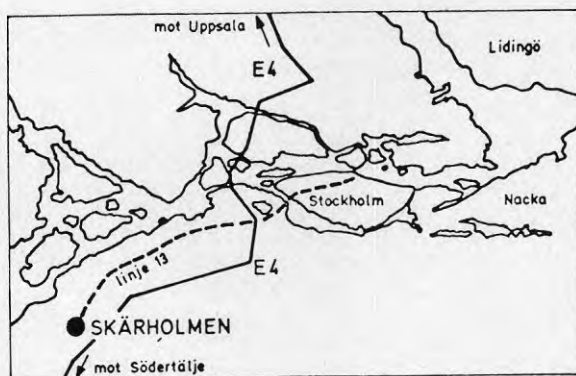 mot Uppsala
E4
Lidingö
Stockholm
Nacka
linje 13
E4
SKÄRHOLMEN
mot Södertälje